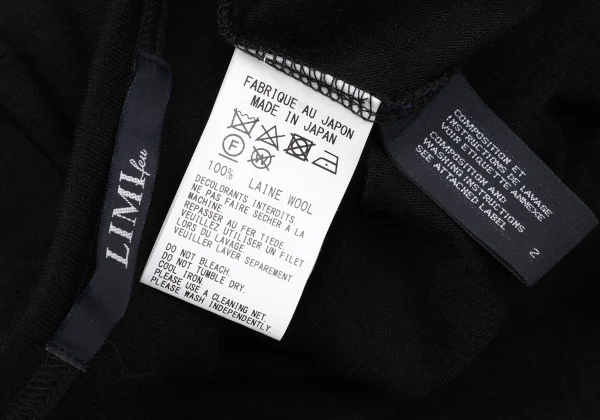 LIMI feu
FABRIQUE AU JAPON
MADE IN JAPAN
100% LAINE WOOL
DECOLORANTS INTERDITS
NE PAS FAIRE SECHER A LA
MACHINE
REPASSER AU FER TIEDE
VEUILLEZ UTILISER UN FILET
LORS DU LAVAGE
VEUILLER LAVER SEPAREMENT.
DO NOT BLEACH
DO NOT TUMBLE DRY.
COOL IRON
PLEASE USE A CLEANING NET.
PLEASE WASH INDEPENDENTLY.
COMPOSITION ET
INSTRUCTIONS DE LAVAGE
VOIR ETIQUETTE ANNEXE
COMPOSITION AND
WASHING INSTRUCTIONS
SEE ATTACHED LABEL
2